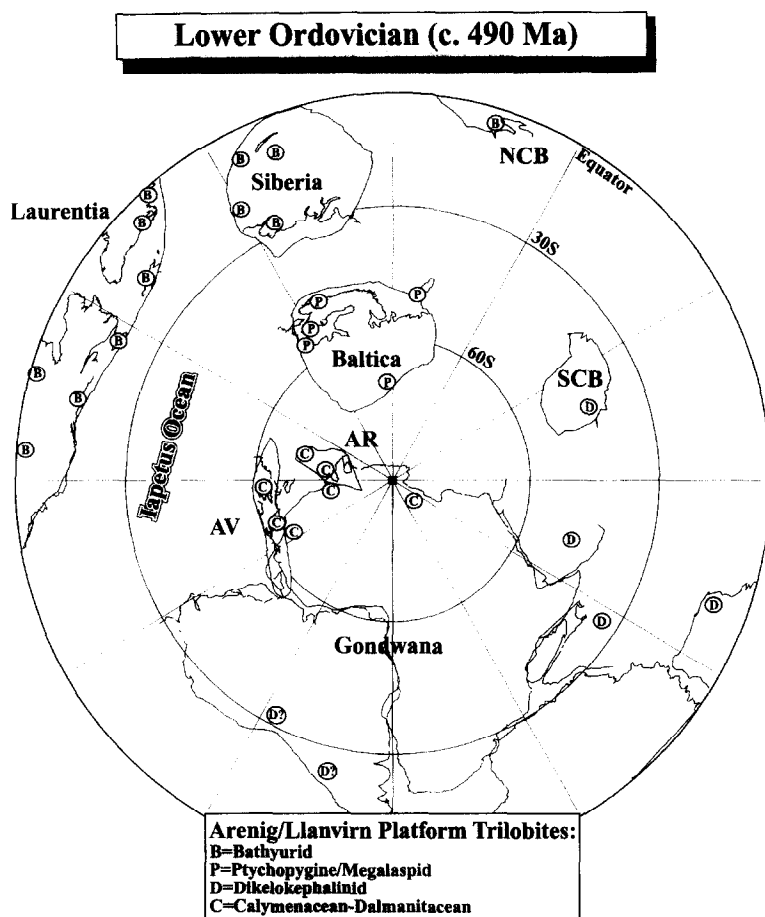 Lower Ordovician (c. 490 Ma)
B
NCB
Equator
B
B
Siberia
B
B
Laurentia
B
B
B
30S
P
P
P
P
Baltica
P
60S
SCB
D
B
B
B
B
Iapetus Ocean
AR
C
C
C
C
C
AV
C
C
D
D
D
Gondwana
D?
D?
Arenig/Llanvirn Platform Trilobites:
B=Bathyurid
P=Ptychopygine/Megalaspid
D=Dikelokephalinid
C=Calymenacean-Dalmanitacean